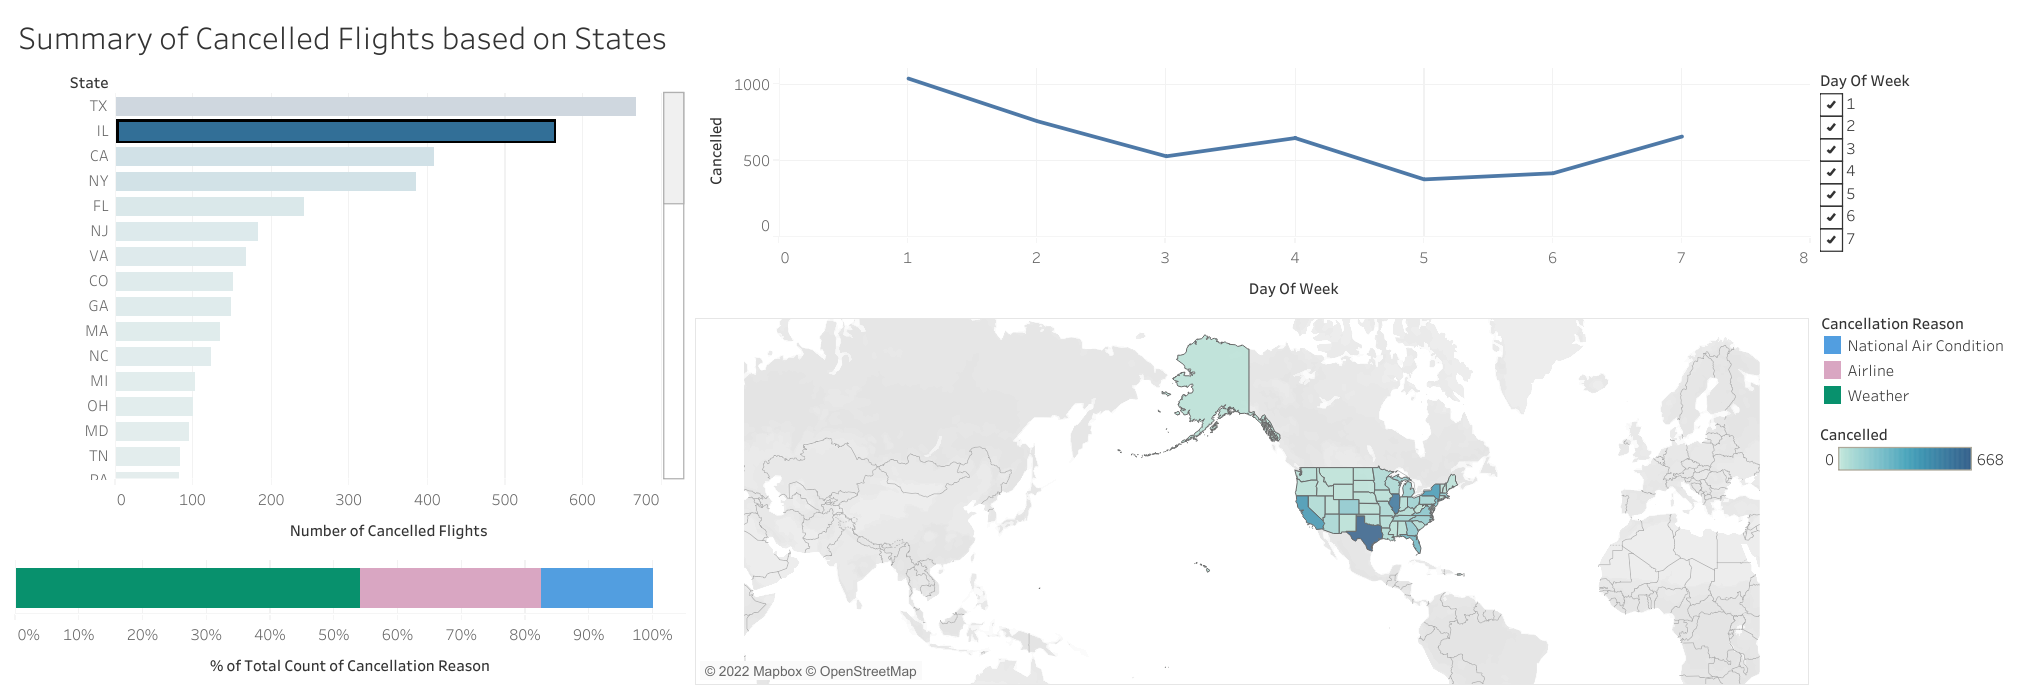 Summary of Cancelled Flights based on States
State
TX
IL
CA
NY
FL
NJ
VA
CO
GA
MA
NC
MI
OH
MD
TN
0 100 200 300 400 500 600 700
Number of Cancelled Flights
0% 10% 20% 30% 40% 50% 60% 70% 80% 90% 100%
% of Total Count of Cancellation Reason
1000
500
0
Cancelled
0 1 2 3 4 5 6 7 8
Day Of Week
Day Of Week
1
2
3
4
5
6
7
Cancellation Reason
National Air Condition
Airline
Weather
Cancelled
0 668
© 2022 Mapbox © OpenStreetMap